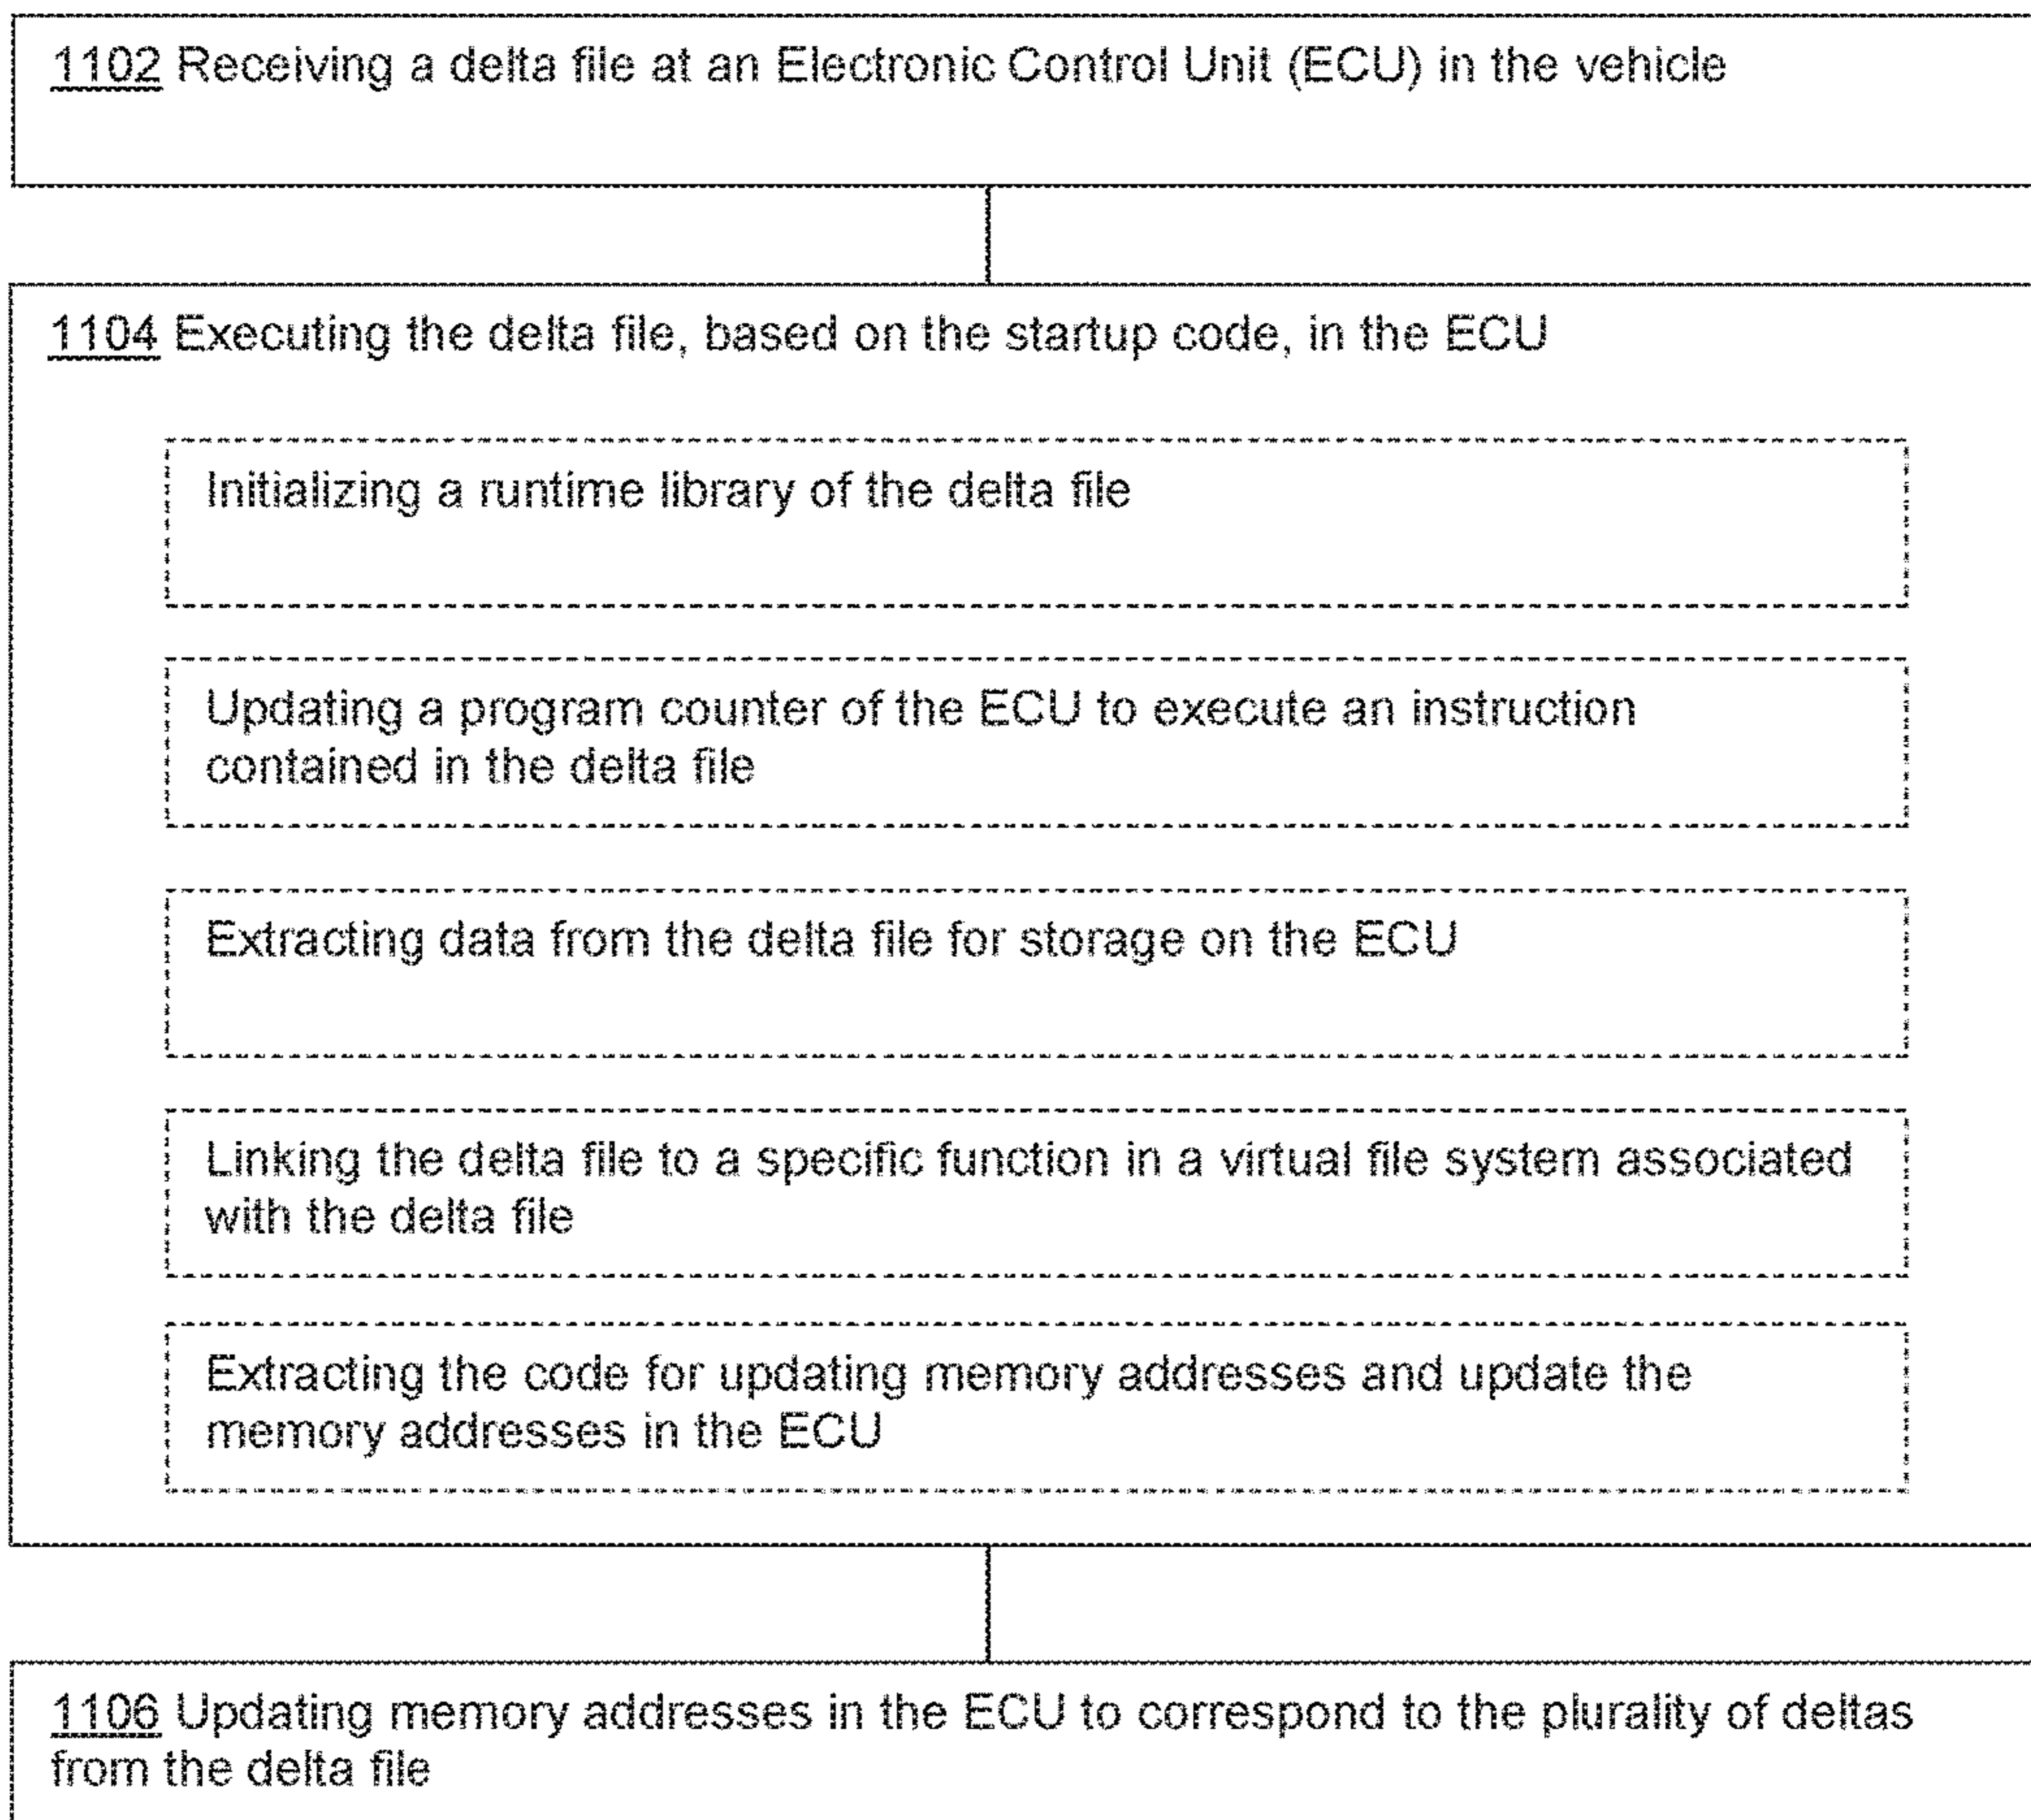 1102 Receiving a delta file at an Electronic Control Unit (ECU) in the vehicle
1104 Executing the delta file, based on the startup code, in the ECU
Initializing a runtime library of the delta file
Updating a program counter of the ECU to execute an instruction
contained in the delta file
Extracting data from the delta file for storage on the ECU
Linking the delta file to a specific function in a virtual file system associated
with the delta file
Extracting the code for updating memory addresses and update the
memory addresses in the ECU
1106 Updating memory addresses in the ECU to correspond to the plurality of deltas
from the delta file